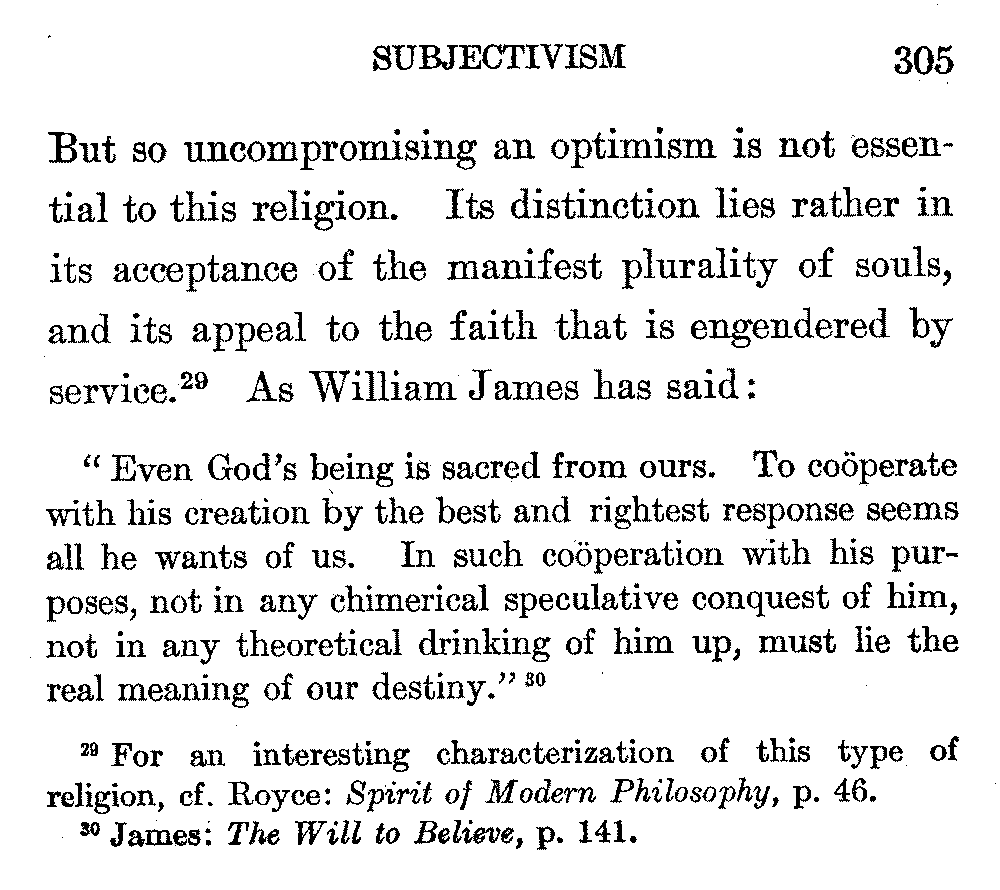 SUBJECTIVISM 305
But so uncompromising an optimism is not essen-
tial to this religion. Its distinction lies rather in
its acceptance of the manifest plurality of souls,
and its appeal to the faith that is engendered by
service.²⁹ As William James has said:
“ Even God’s being is sacred from ours. To coöperate
with his creation by the best and rightest response seems
all he wants of us. In such coöperation with his pur-
poses, not in any chimerical speculative conquest of him,
not in any theoretical drinking of him up, must lie the
real meaning of our destiny.” ³⁰
²⁹ For an interesting characterization of this type of
religion, cf. Royce: Spirit of Modern Philosophy, p. 46.
³⁰ James: The Will to Believe, p. 141.